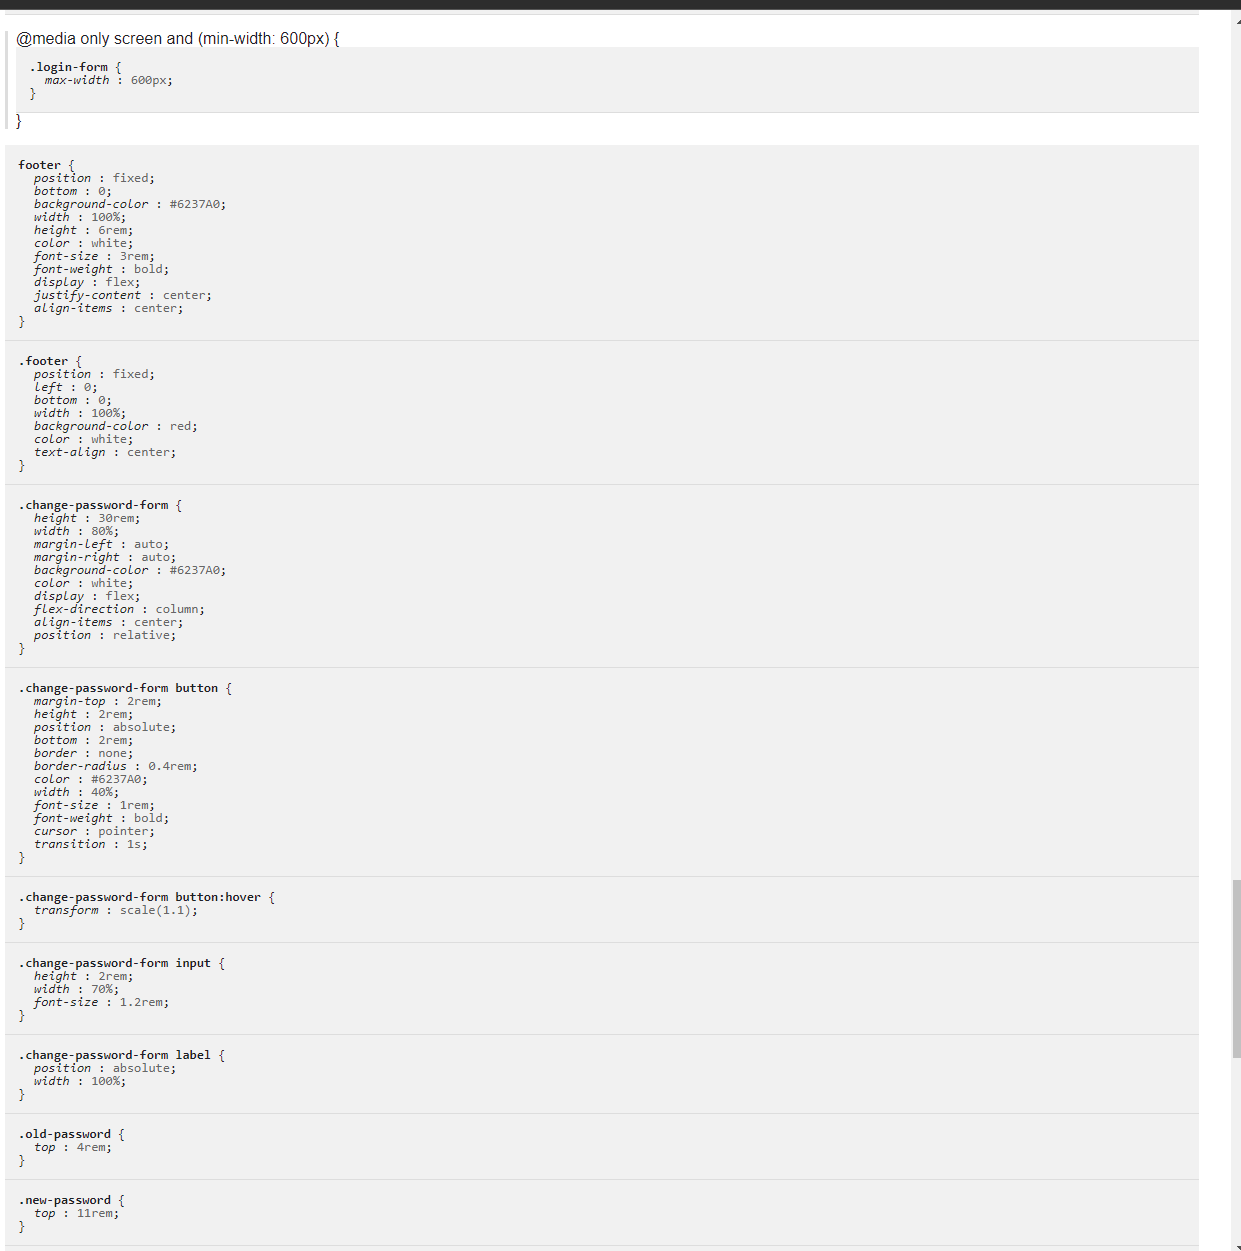 @media only screen and (min-width: 600px) {
.login-form {
max-width : 600px;
}
}
footer {
position : fixed;
bottom : 0;
background-color : #6237A0;
width : 100%;
height : 6rem;
color : white;
font-size : 3rem;
font-weight : bold;
display : flex;
justify-content : center;
align-items : center;
}
.footer {
position : fixed;
left : 0;
bottom : 0;
width : 100%;
background-color : red;
color : white;
text-align : center;
}
.change-password-form {
height : 30rem;
width : 80%;
margin-left : auto;
margin-right : auto;
background-color : #6237A0;
color : white;
display : flex;
flex-direction : column;
align-items : center;
position : relative;
}
.change-password-form button {
margin-top : 2rem;
height : 2rem;
position : absolute;
bottom : 2rem;
border : none;
border-radius : 0.4rem;
color : #6237A0;
width : 40%;
font-size : 1rem;
font-weight : bold;
cursor : pointer;
transition : 1s;
}
.change-password-form button:hover {
transform : scale(1.1);
}
.change-password-form input {
height : 2rem;
width : 70%;
font-size : 1.2rem;
}
.change-password-form label {
position : absolute;
width : 100%;
}
.old-password {
top : 4rem;
}
.new-password {
top : 11rem;
}